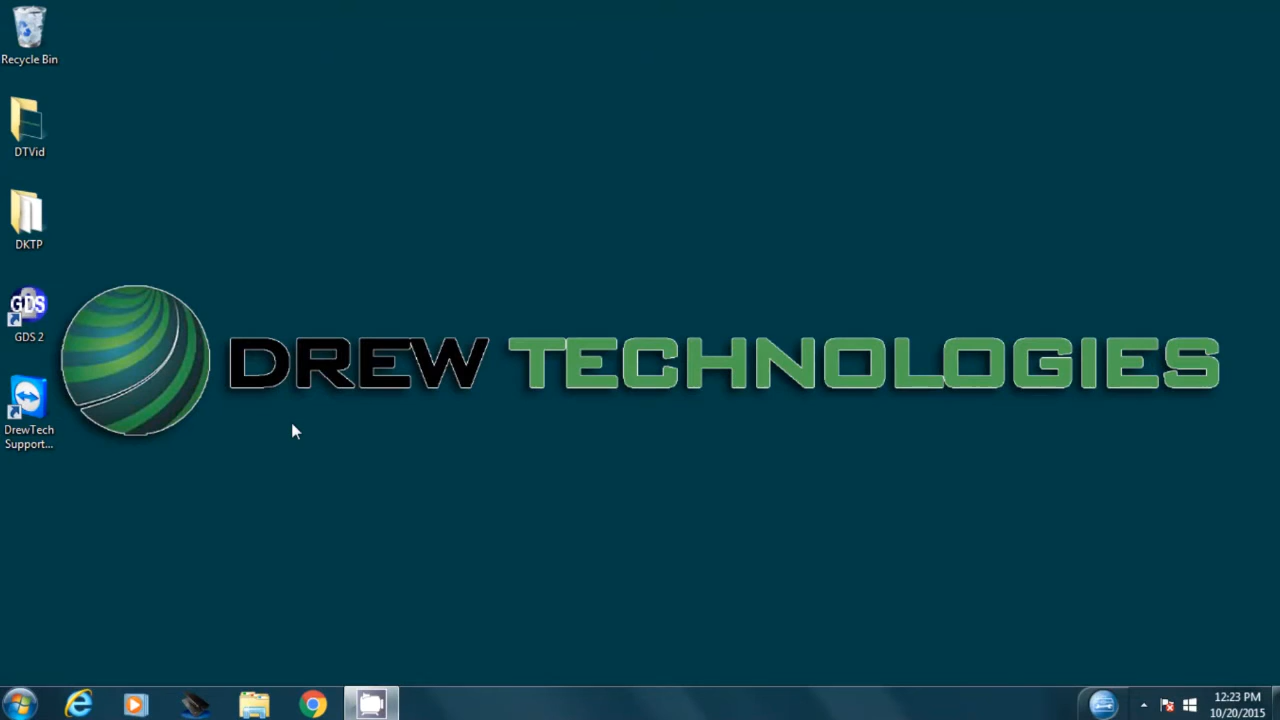 Recycle Bin
DTVid
DKTP
GDS
GDS 2
DrewTech
Support...
DREW TECHNOLOGIES
12:23 PM
10/20/2015